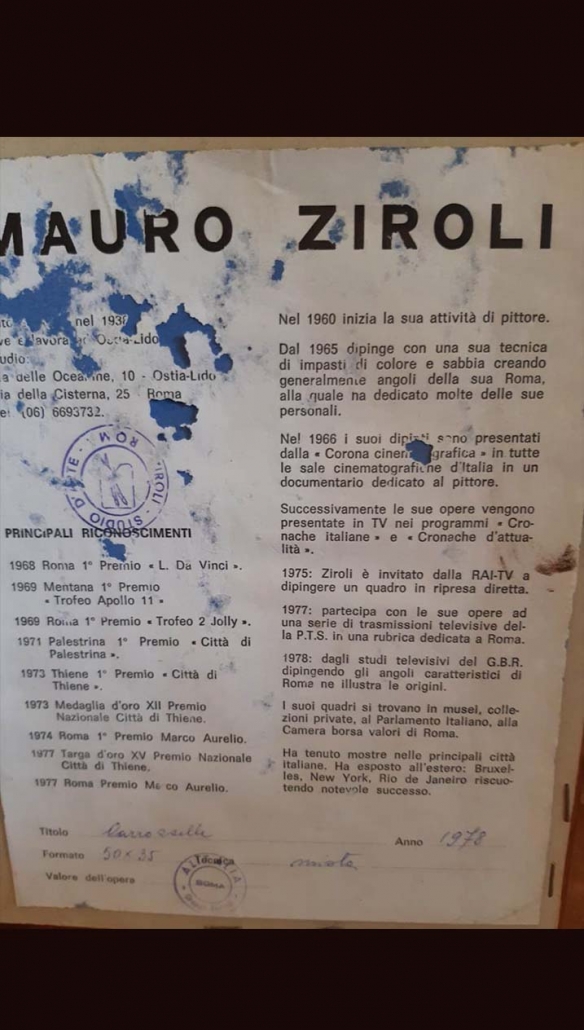 MAURO ZIROLI
nel 193
lavora Ostia-Lido
delle Oceanine, 10 - Ostia-Lido
della Cisterna, 25 Roma
(06) 6693732.
ZIROLI - STUDIO D'ARTE - ROMA
PRINCIPALI RICONOSCIMENTI
1968 Roma 1° Premio « L. Da Vinci ».
1969 Mentana 1° Premio
« Trofeo Apollo 11 »
1969 Roma 1° Premio « Trofeo 2 Jolly ».
1971 Palestrina 1° Premio « Città di
Palestrina ».
1973 Thiene 1° Premio « Città di
Thiene ».
1973 Medaglia d'oro XII Premio
Nazionale Città di Thiene.
1974 Roma 1° Premio Marco Aurelio.
1977 Targa d'oro XV Premio Nazionale
Città di Thiene.
1977 Roma Premio Marco Aurelio.
Nel 1960 inizia la sua attività di pittore.
Dal 1965 dipinge con una sua tecnica
di impasti di colore e sabbia creando
generalmente angoli della sua Roma,
alla quale ha dedicato molte delle sue
personali.
Nel 1966 i suoi dipinti sono presentati
dalla « Corona cinematografica » in tutte
le sale cinematografiche d'Italia in un
documentario dedicato al pittore.
Successivamente le sue opere vengono
presentate in TV nei programmi « Cro-
nache italiane » e « Cronache d'attua-
lità ».
1975: Ziroli è invitato dalla RAI-TV a
dipingere un quadro in ripresa diretta.
1977: partecipa con le sue opere ad
una serie di trasmissioni televisive del-
la P.T.S. in una rubrica dedicata a Roma.
1978: dagli studi televisivi del G.B.R.
dipingendo gli angoli caratteristici di
Roma ne illustra le origini.
I suoi quadri si trovano in musei, colle-
zioni private, al Parlamento Italiano, alla
Camera borsa valori di Roma.
Ha tenuto mostre nelle principali città
italiane. Ha esposto all'estero: Bruxel-
les, New York, Rio de Janeiro riscuo-
tendo notevole successo.
Titolo Carrozzelle Anno 1978
Formato 50×35 Tecnica mista
Valore dell'opera
ROMA